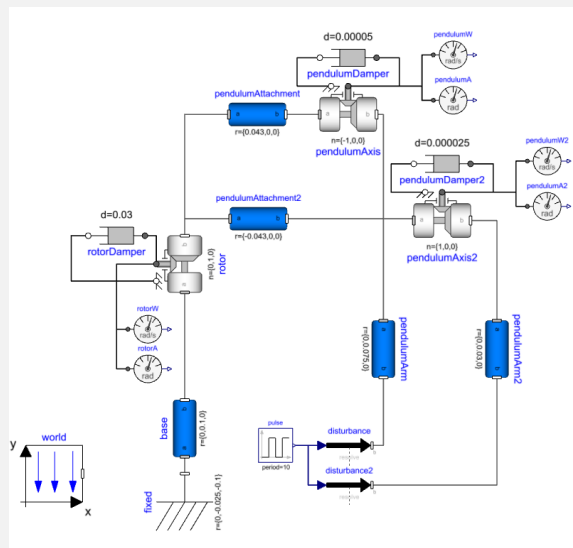 d=0.00005
pendulumW
rad/s
pendulumDamper
pendulumA
rad
pendulumAttachment
a
b
r={0.043,0,0}
a
b
n={-1,0,0}
pendulumAxis
d=0.000025
pendulumW2
rad/s
pendulumDamper2
pendulumA2
rad
pendulumAttachment2
a
b
r={-0.043,0,0}
a
b
n={1,0,0}
pendulumAxis2
d=0.03
rotorDamper
rotor
n={0,1,0}
rotorW
rad/s
rotorA
rad
pendulumArm
r={0,0.075,0}
pendulumArm2
r={0,0.03,0}
base
r={0,0.1,0}
pulse
period=10
disturbance
disturbance2
world
y
x
fixed
r={0,-0.025,-0.1}